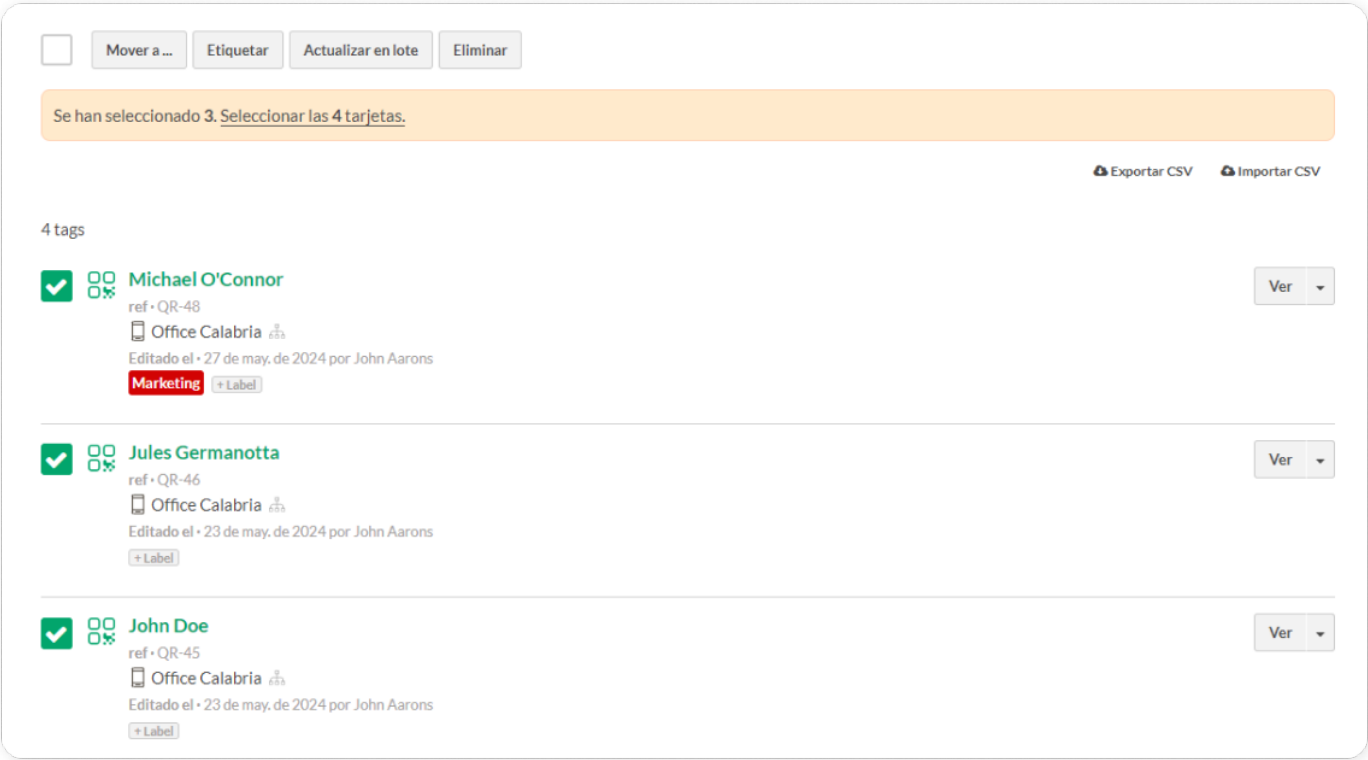 Mover a ... Etiquetar Actualizar en lote Eliminar
Se han seleccionado 3. Seleccionar las 4 tarjetas.
Exportar CSV Importar CSV
4 tags
Michael O'Connor Ver
ref • QR-48
Office Calabria
Editado el • 27 de may. de 2024 por John Aarons
Marketing + Label
Jules Germanotta Ver
ref • QR-46
Office Calabria
Editado el • 23 de may. de 2024 por John Aarons
+ Label
John Doe Ver
ref • QR-45
Office Calabria
Editado el • 23 de may. de 2024 por John Aarons
+ Label